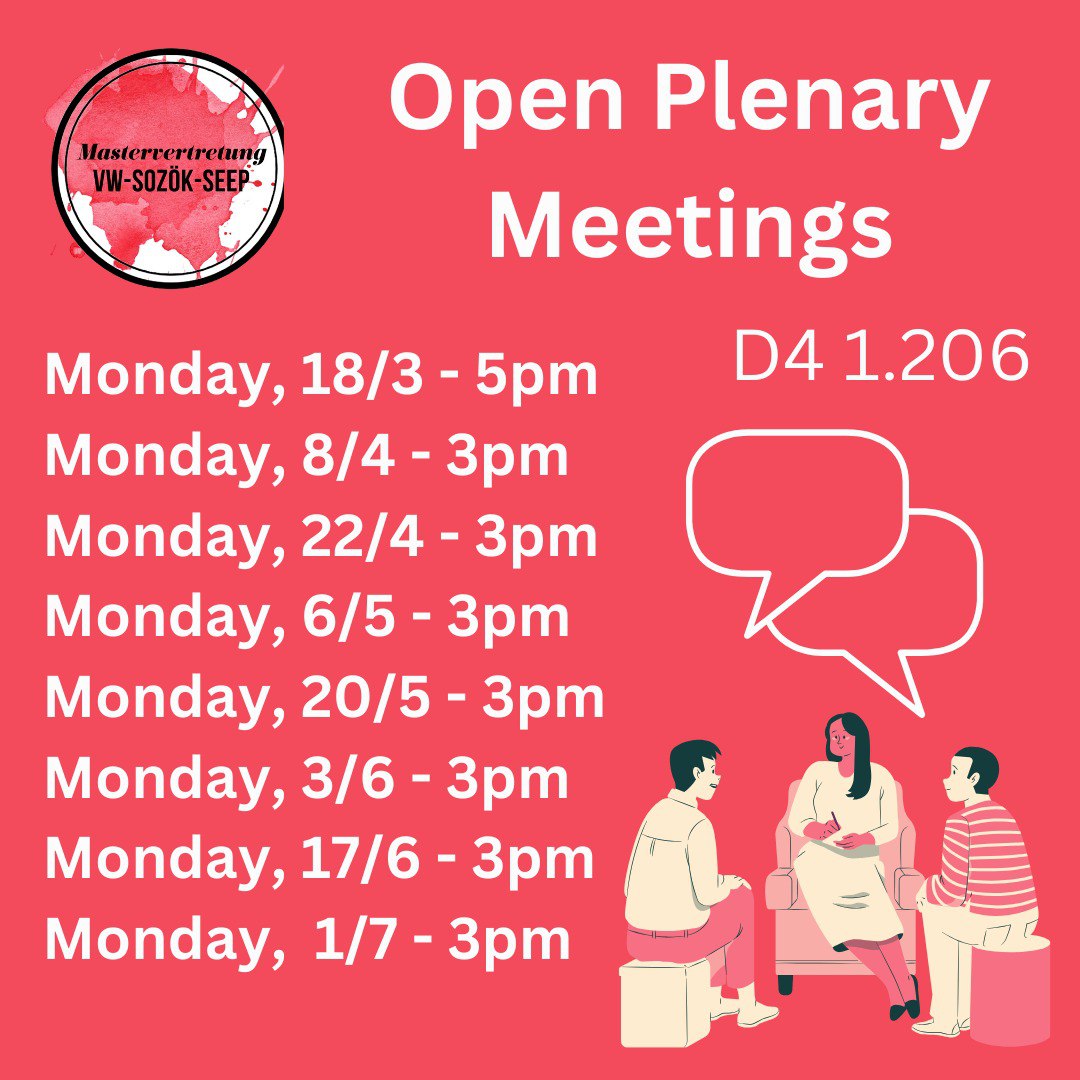 Mastervertretung
VW-SOZÖK-SEEP
Open Plenary
Meetings
D4 1.206
Monday, 18/3 - 5pm
Monday, 8/4 - 3pm
Monday, 22/4 - 3pm
Monday, 6/5 - 3pm
Monday, 20/5 - 3pm
Monday, 3/6 - 3pm
Monday, 17/6 - 3pm
Monday, 1/7 - 3pm